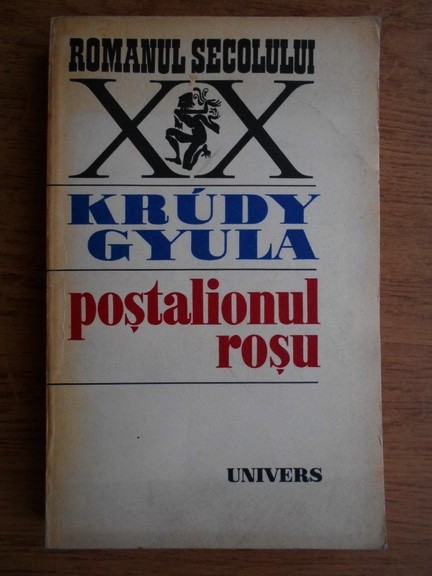 ROMANUL SECOLULUI
XX
KRÚDY
GYULA
poștalionul
roșu
UNIVERS